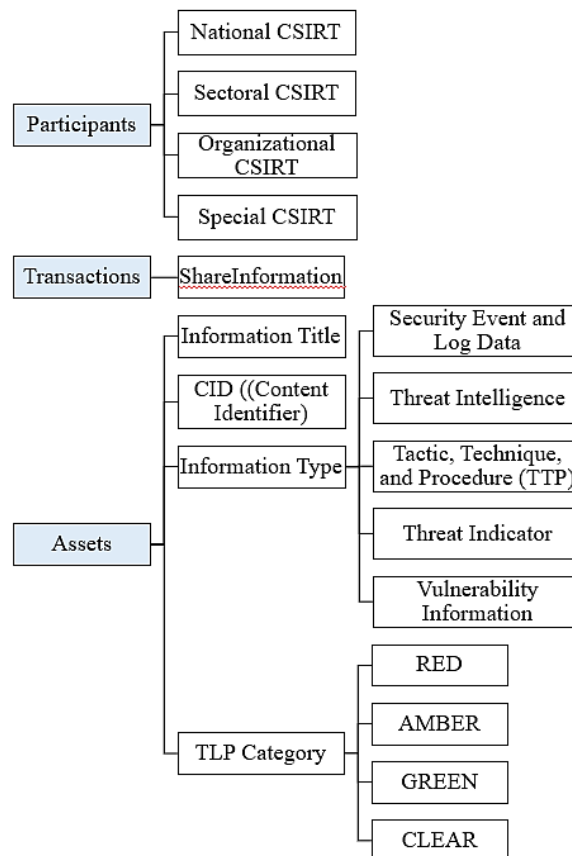 National CSIRT
Sectoral CSIRT
Participants
Organizational
CSIRT
Special CSIRT
Transactions
ShareInformation
Information Title
CID ((Content
Identifier)
Information Type
Security Event and
Log Data
Threat Intelligence
Tactic, Technique,
and Procedure (TTP)
Threat Indicator
Vulnerability
Information
Assets
TLP Category
RED
AMBER
GREEN
CLEAR